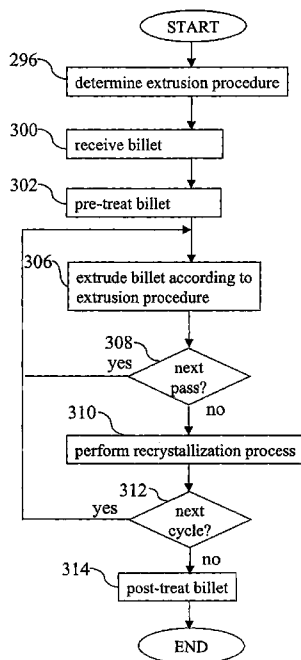 START
296
determine extrusion procedure
300
receive billet
302
pre-treat billet
306
extrude billet according to
extrusion procedure
308
yes
next
pass?
no
310
perform recrystallization process
312
yes
next
cycle?
no
314
post-treat billet
END